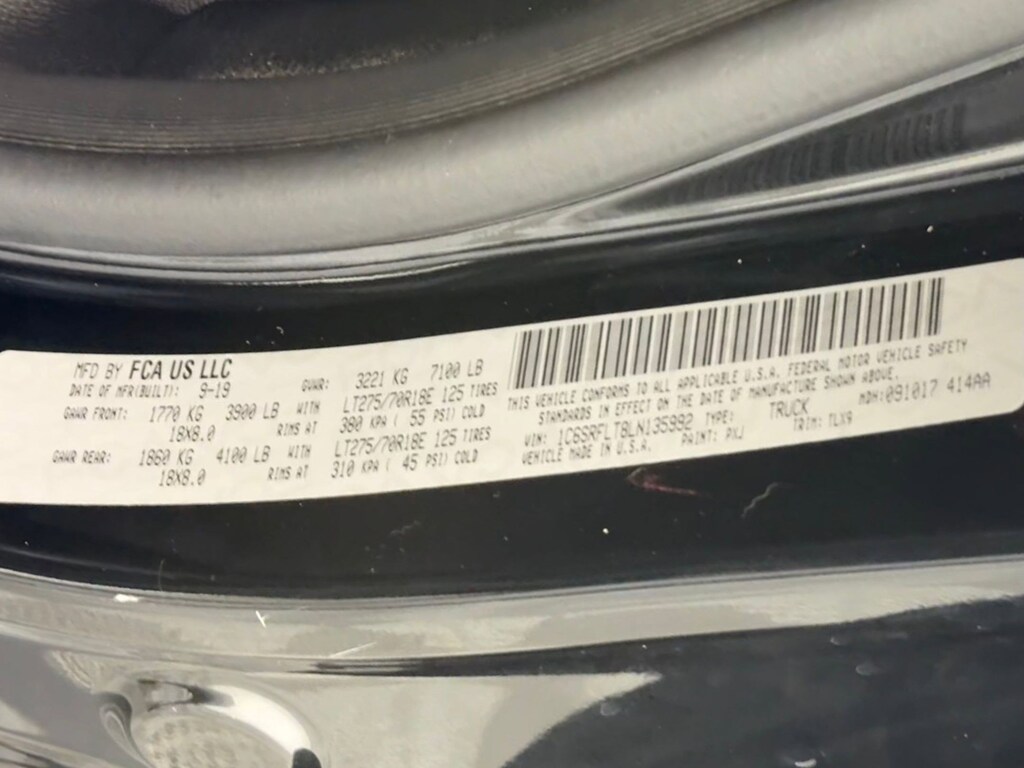 MFD BY FCA US LLC
DATE OF MFR(BUILT): 9-19 GVWR: 3221 KG 7100 LB
GAWR FRONT: 1770 KG 3900 LB WITH LT275/70R18E 125 TIRES
18X8.0 RIMS AT 380 KPA ( 55 PSI) COLD
GAWR REAR: 1860 KG 4100 LB WITH LT275/70R18E 125 TIRES
18X8.0 RIMS AT 310 KPA ( 45 PSI) COLD
THIS VEHICLE CONFORMS TO ALL APPLICABLE U.S.A. FEDERAL MOTOR VEHICLE SAFETY
STANDARDS IN EFFECT ON THE DATE OF MANUFACTURE SHOWN ABOVE.
VIN: 1C6SRFLT8LN135992 TYPE: TRUCK MDH:091017 414AA
VEHICLE MADE IN U.S.A. PAINT: PXJ TRIM: TLX9